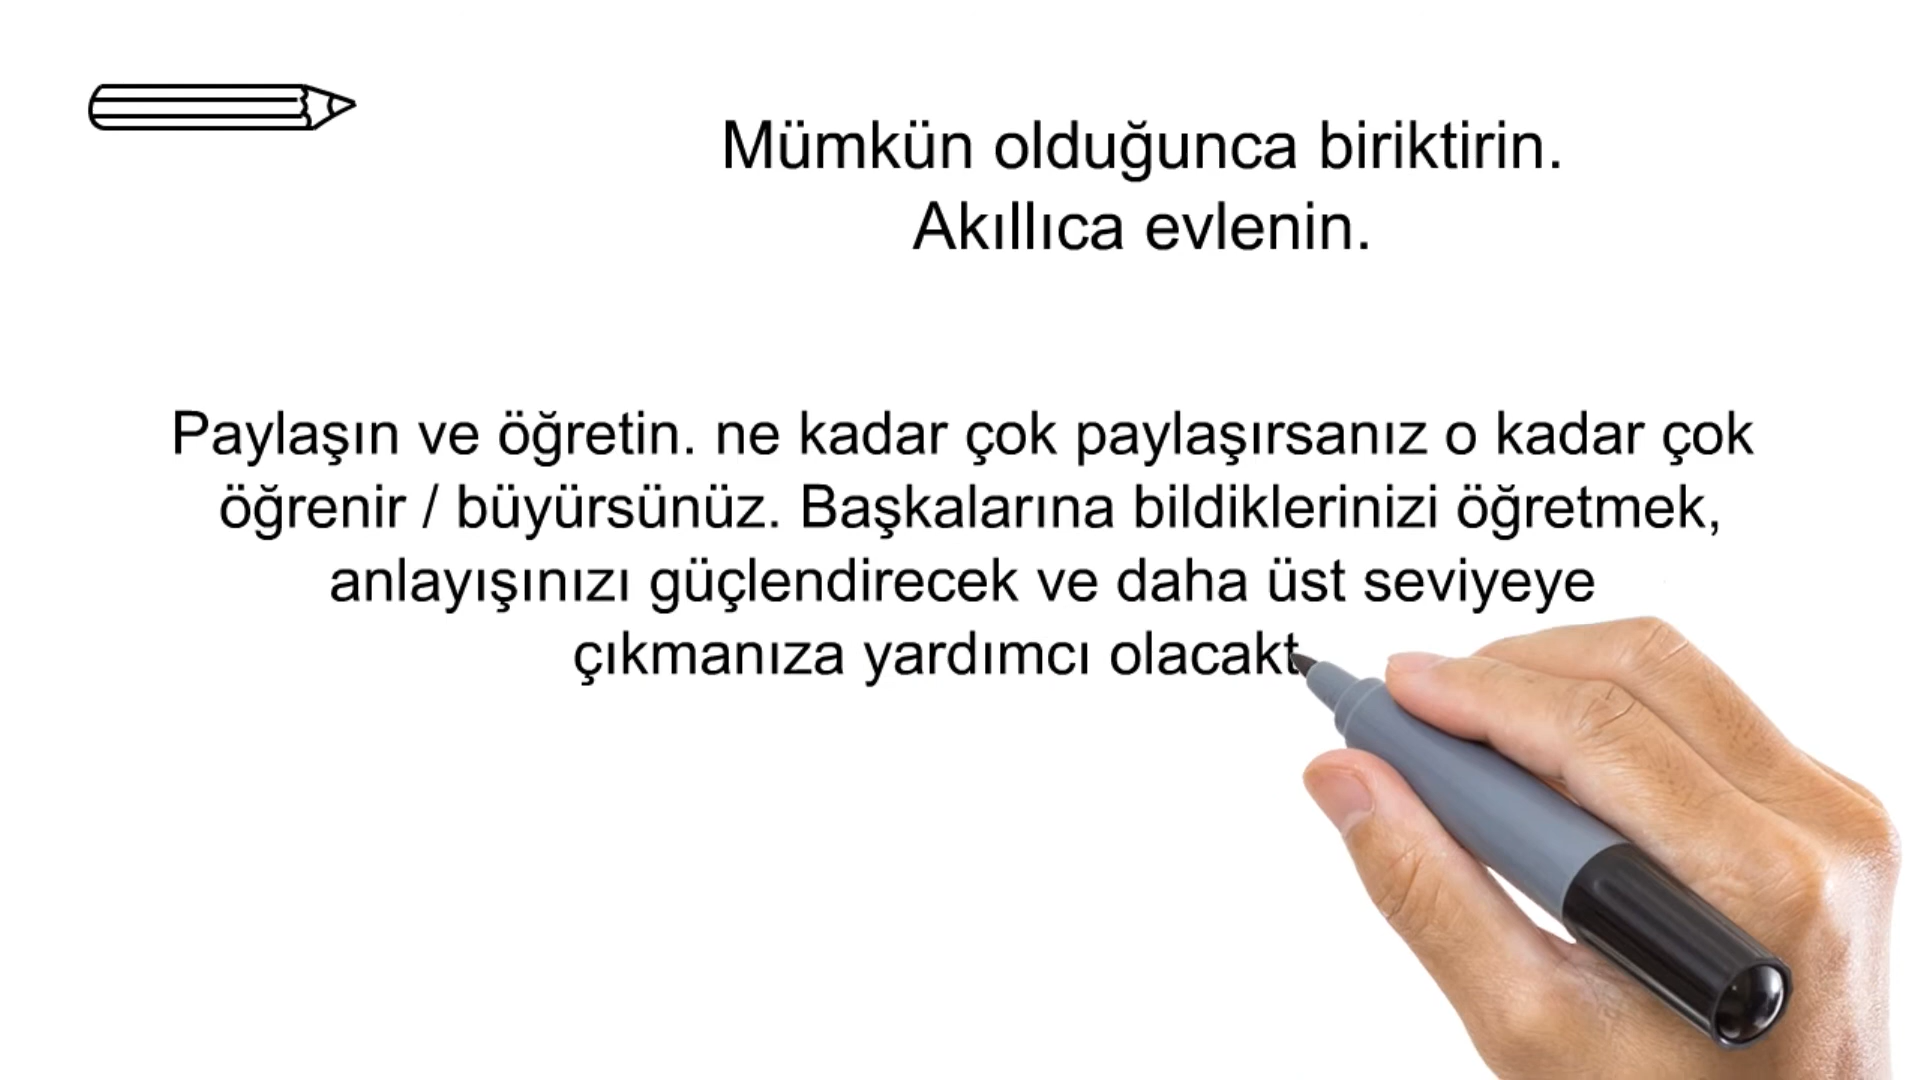 Mümkün olduğunca biriktirin.
Akıllıca evlenin.
Paylaşın ve öğretin. ne kadar çok paylaşırsanız o kadar çok
öğrenir / büyürsünüz. Başkalarına bildiklerinizi öğretmek,
anlayışınızı güçlendirecek ve daha üst seviyeye
çıkmanıza yardımcı olacakt